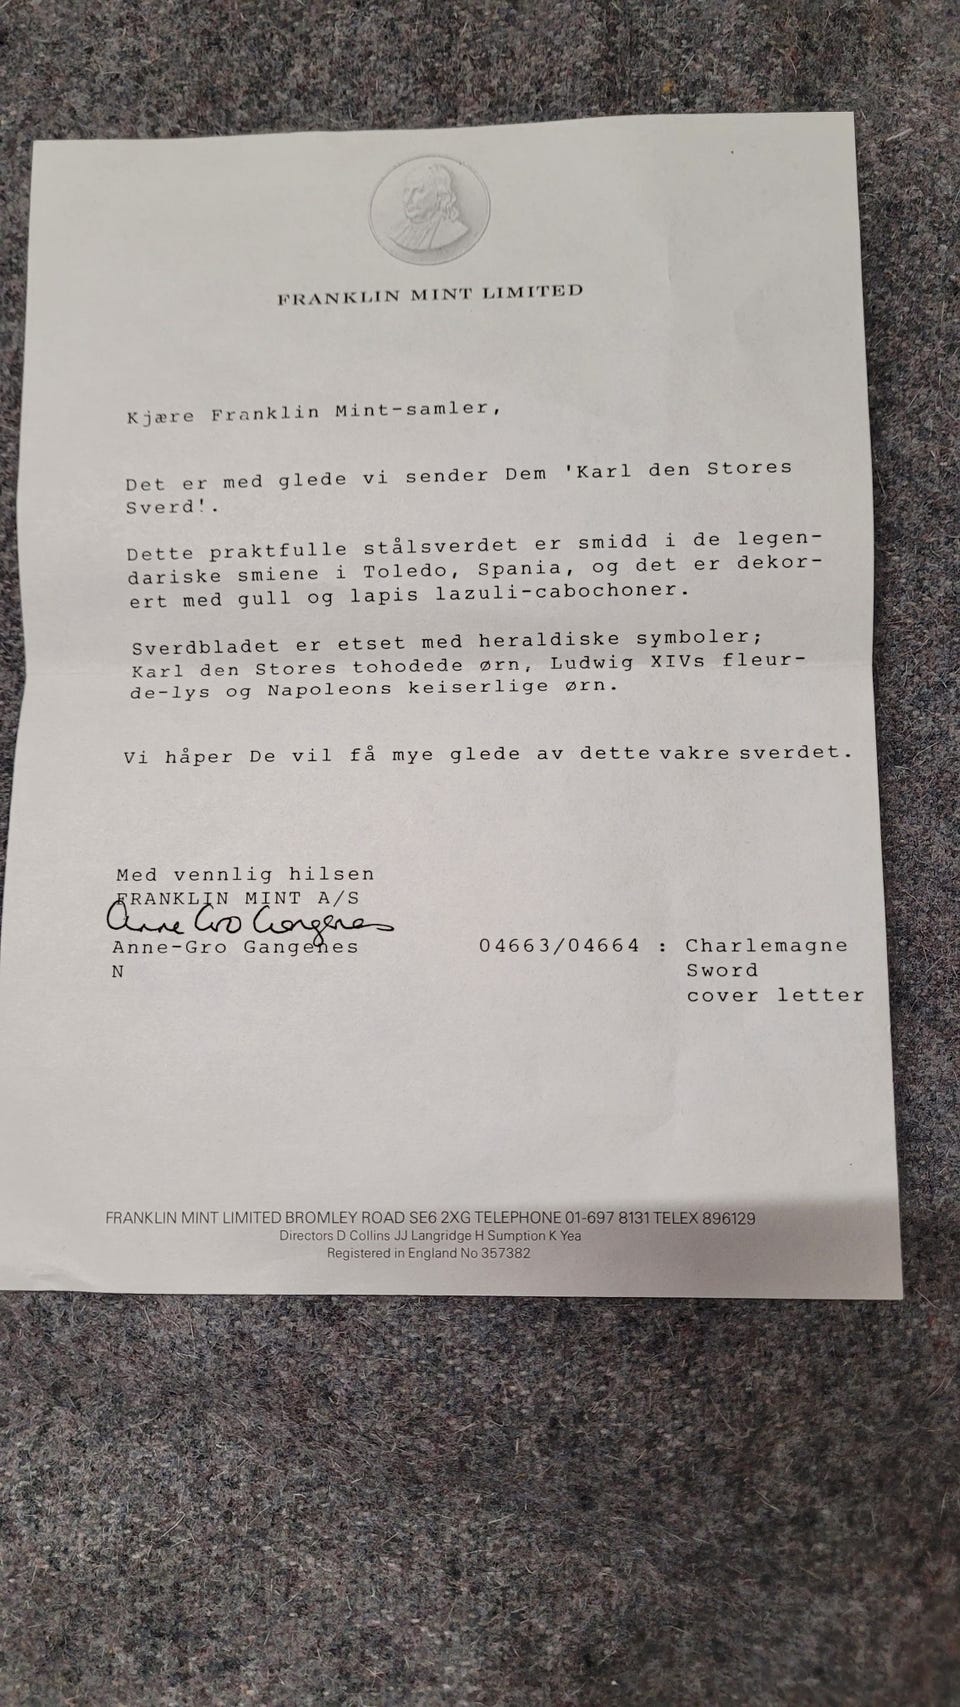 FRANKLIN MINT LIMITED
Kjære Franklin Mint-samler,
Det er med glede vi sender Dem 'Karl den Stores
Sverd'.
Dette praktfulle stålsverdet er smidd i de legen-
dariske smiene i Toledo, Spania, og det er dekor-
ert med gull og lapis lazuli-cabochoner.
Sverdbladet er etset med heraldiske symboler;
Karl den Stores tohodede ørn, Ludwig XIVs fleur-
de-lys og Napoleons keiserlige ørn.
Vi håper De vil få mye glede av dette vakre sverdet.
Med vennlig hilsen
FRANKLIN MINT A/S
Anne Gro Gangenes
Anne-Gro Gangenes
N
04663/04664 : Charlemagne
Sword
cover letter
FRANKLIN MINT LIMITED BROMLEY ROAD SE6 2XG TELEPHONE 01-697 8131 TELEX 896129
Directors D Collins JJ Langridge H Sumption K Yea
Registered in England No 357382